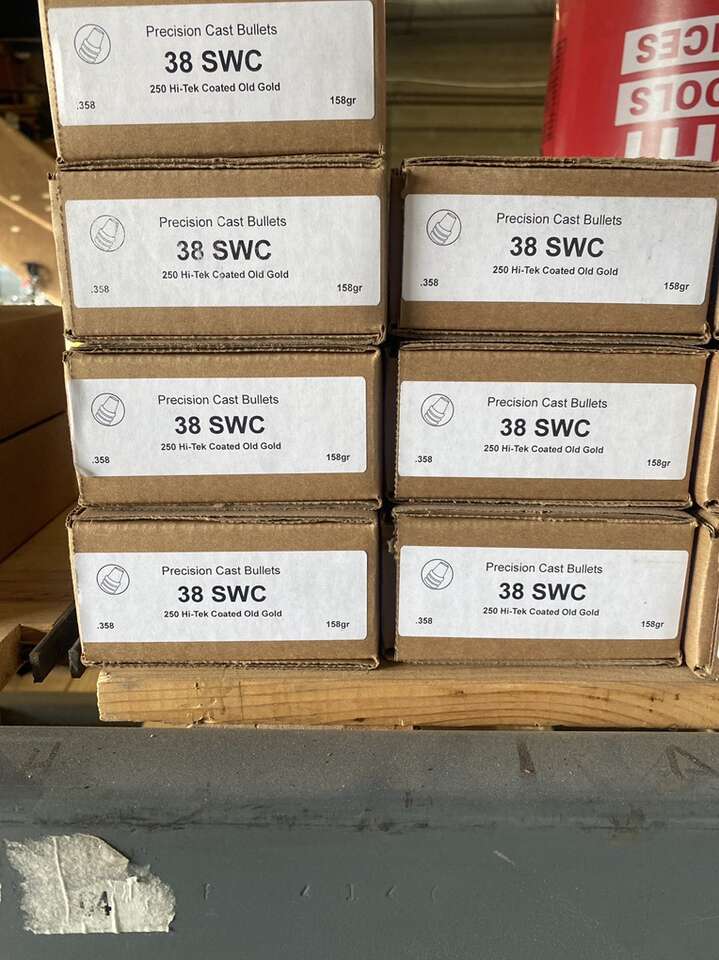 Precision Cast Bullets
38 SWC
250 Hi-Tek Coated Old Gold
.358
158gr
Precision Cast Bullets
38 SWC
250 Hi-Tek Coated Old Gold
.358
158gr
Precision Cast Bullets
38 SWC
250 Hi-Tek Coated Old Gold
.358
158gr
Precision Cast Bullets
38 SWC
250 Hi-Tek Coated Old Gold
.358
158gr
Precision Cast Bullets
38 SWC
250 Hi-Tek Coated Old Gold
.358
158gr
Precision Cast Bullets
38 SWC
250 Hi-Tek Coated Old Gold
.358
158gr
Precision Cast Bullets
38 SWC
250 Hi-Tek Coated Old Gold
.358
158gr